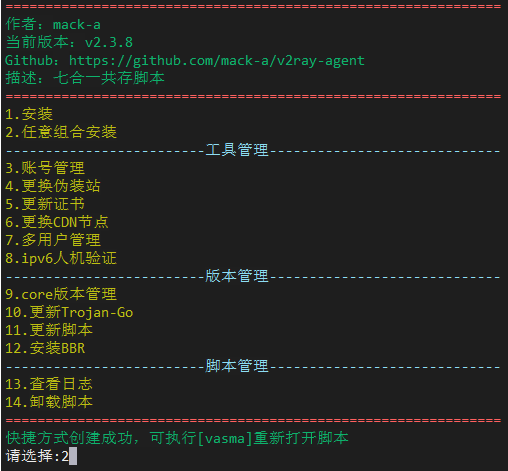 ==============================================================
作者：mack-a
当前版本：v2.3.8
Github：https://github.com/mack-a/v2ray-agent
描述：七合一共存脚本
==============================================================
1.安装
2.任意组合安装
-------------------------工具管理-----------------------------
3.账号管理
4.更换伪装站
5.更新证书
6.更换CDN节点
7.多用户管理
8.ipv6人机验证
-------------------------版本管理-----------------------------
9.core版本管理
10.更新Trojan-Go
11.更新脚本
12.安装BBR
-------------------------脚本管理-----------------------------
13.查看日志
14.卸载脚本
==============================================================
快捷方式创建成功，可执行[vasma]重新打开脚本
请选择:2